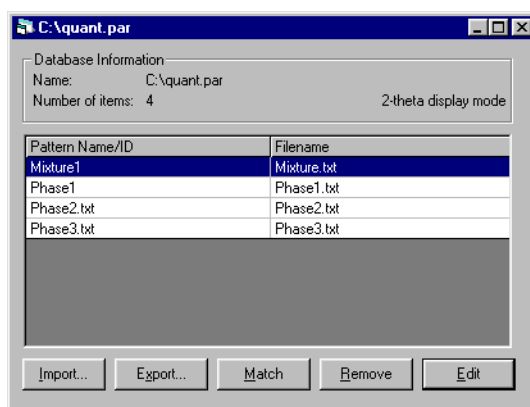 C:\quant.par
Database Information
Name: C:\quant.par
Number of items: 4 2-theta display mode
Pattern Name/ID Filename
Mixture1 Mixture.txt
Phase1 Phase1.txt
Phase2.txt Phase2.txt
Phase3.txt Phase3.txt
Import... Export... Match Remove Edit